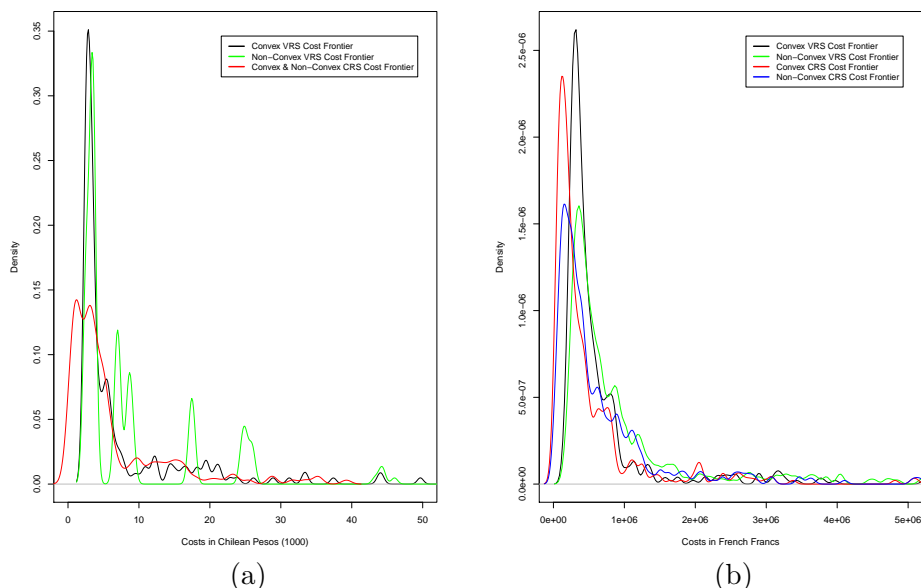 0.35
0.30
0.25
0.20
0.15
0.10
0.05
0.00
Density
Convex VRS Cost Frontier
Non−Convex VRS Cost Frontier
Convex & Non−Convex CRS Cost Frontier
0 10 20 30 40 50
Costs in Chilean Pesos (1000)
(a)
2.5e−06
2.0e−06
1.5e−06
1.0e−06
5.0e−07
0.0e+00
Density
Convex VRS Cost Frontier
Non−Convex VRS Cost Frontier
Convex CRS Cost Frontier
Non−Convex CRS Cost Frontier
0e+00 1e+06 2e+06 3e+06 4e+06 5e+06
Costs in French Francs
(b)